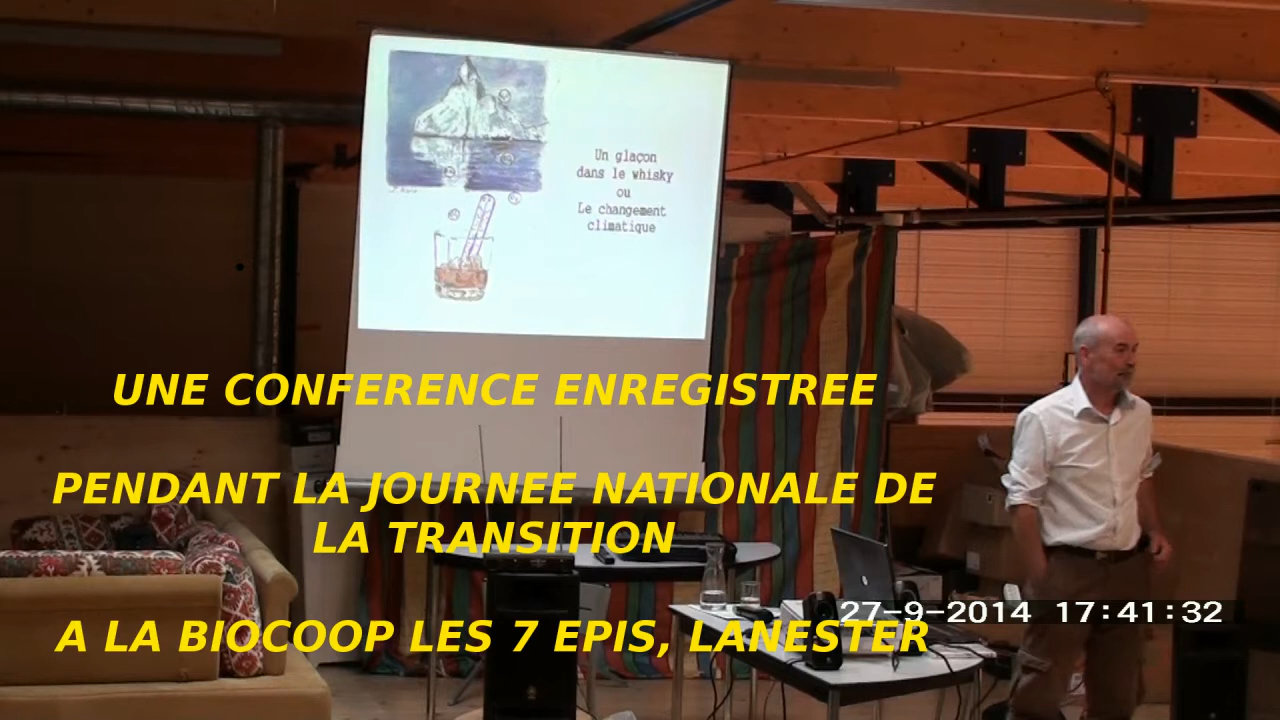 Un glaçon
dans le whisky
ou
Le changement
climatique
UNE CONFERENCE ENREGISTREE
PENDANT LA JOURNEE NATIONALE DE
LA TRANSITION
27-9-2014 17:41:32
A LA BIOCOOP LES 7 EPIS, LANESTER